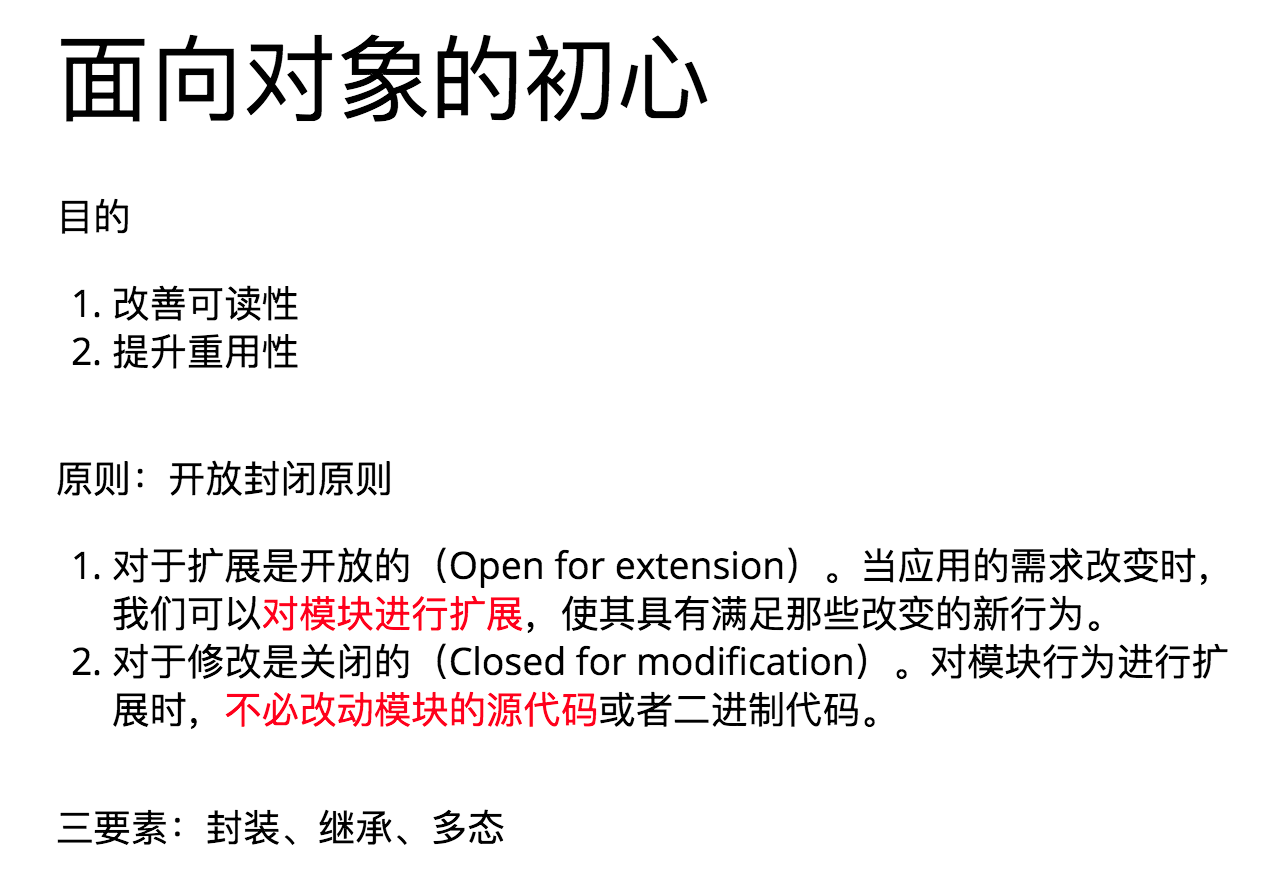 面向对象的初心
目的
1. 改善可读性
2. 提升重用性
原则：开放封闭原则
1. 对于扩展是开放的（Open for extension）。当应用的需求改变时，
我们可以对模块进行扩展，使其具有满足那些改变的新行为。
2. 对于修改是关闭的（Closed for modification）。对模块行为进行扩
展时，不必改动模块的源代码或者二进制代码。
三要素：封装、继承、多态